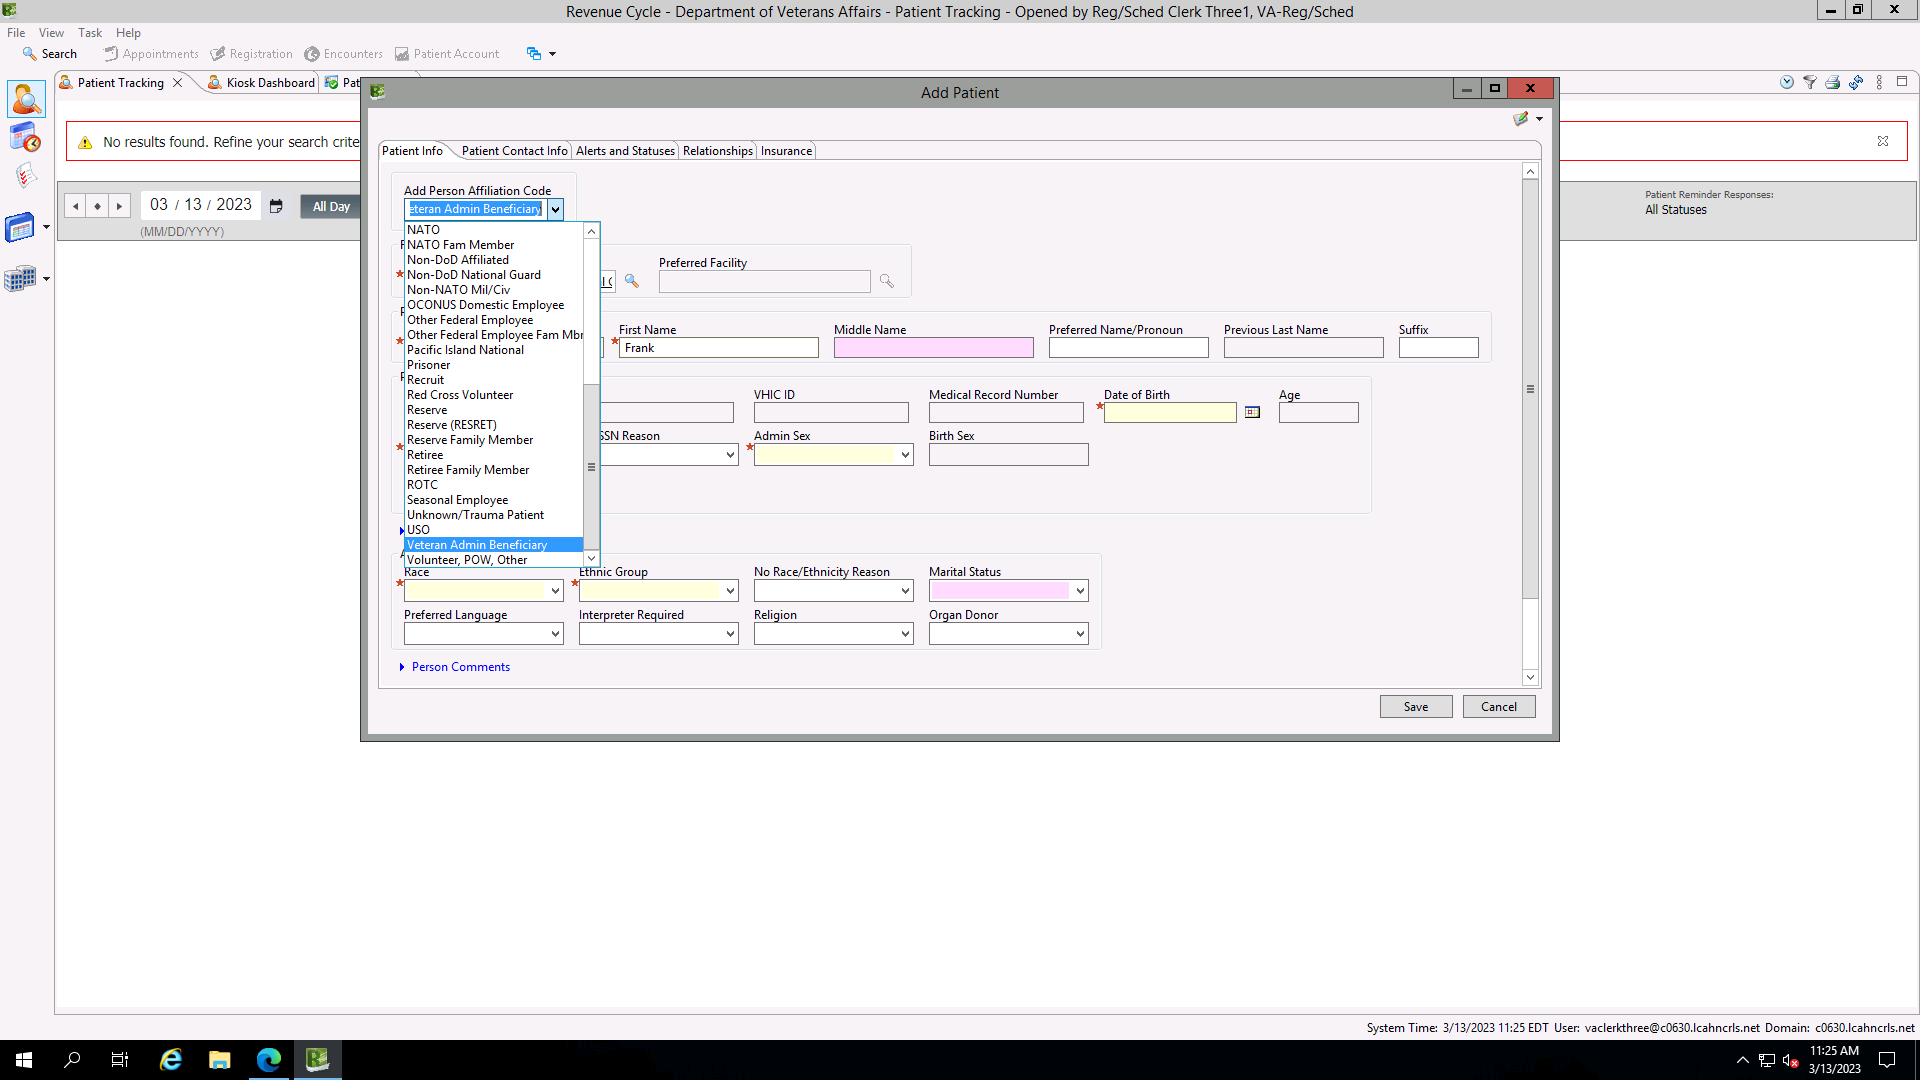 Revenue Cycle - Department of Veterans Affairs - Patient Tracking - Opened by Reg/Sched Clerk Three1, VA-Reg/Sched
File View Task Help
Search Appointments Registration Encounters Patient Account
Patient Tracking Kiosk Dashboard Pat
Add Patient
No results found. Refine your search crite
Patient Info Patient Contact Info Alerts and Statuses Relationships Insurance
03 / 13 / 2023 All Day
(MM/DD/YYYY)
Patient Reminder Responses:
All Statuses
Add Person Affiliation Code
eteran Admin Beneficiary
NATO
NATO Fam Member
Non-DoD Affiliated
Non-DoD National Guard
Non-NATO Mil/Civ
OCONUS Domestic Employee
Other Federal Employee
Other Federal Employee Fam Mbr
Pacific Island National
Prisoner
Recruit
Red Cross Volunteer
Reserve
Reserve (RESRET)
Reserve Family Member
Retiree
Retiree Family Member
ROTC
Seasonal Employee
Unknown/Trauma Patient
USO
Veteran Admin Beneficiary
Volunteer, POW, Other
Preferred Facility
First Name Middle Name Preferred Name/Pronoun Previous Last Name Suffix
Frank
VHIC ID Medical Record Number Date of Birth Age
SSN Reason Admin Sex Birth Sex
Race Ethnic Group No Race/Ethnicity Reason Marital Status
Preferred Language Interpreter Required Religion Organ Donor
Person Comments
Save Cancel
System Time: 3/13/2023 11:25 EDT User: vaclerkthree@c0630.lcahncrls.net Domain: c0630.lcahncrls.net
11:25 AM
3/13/2023